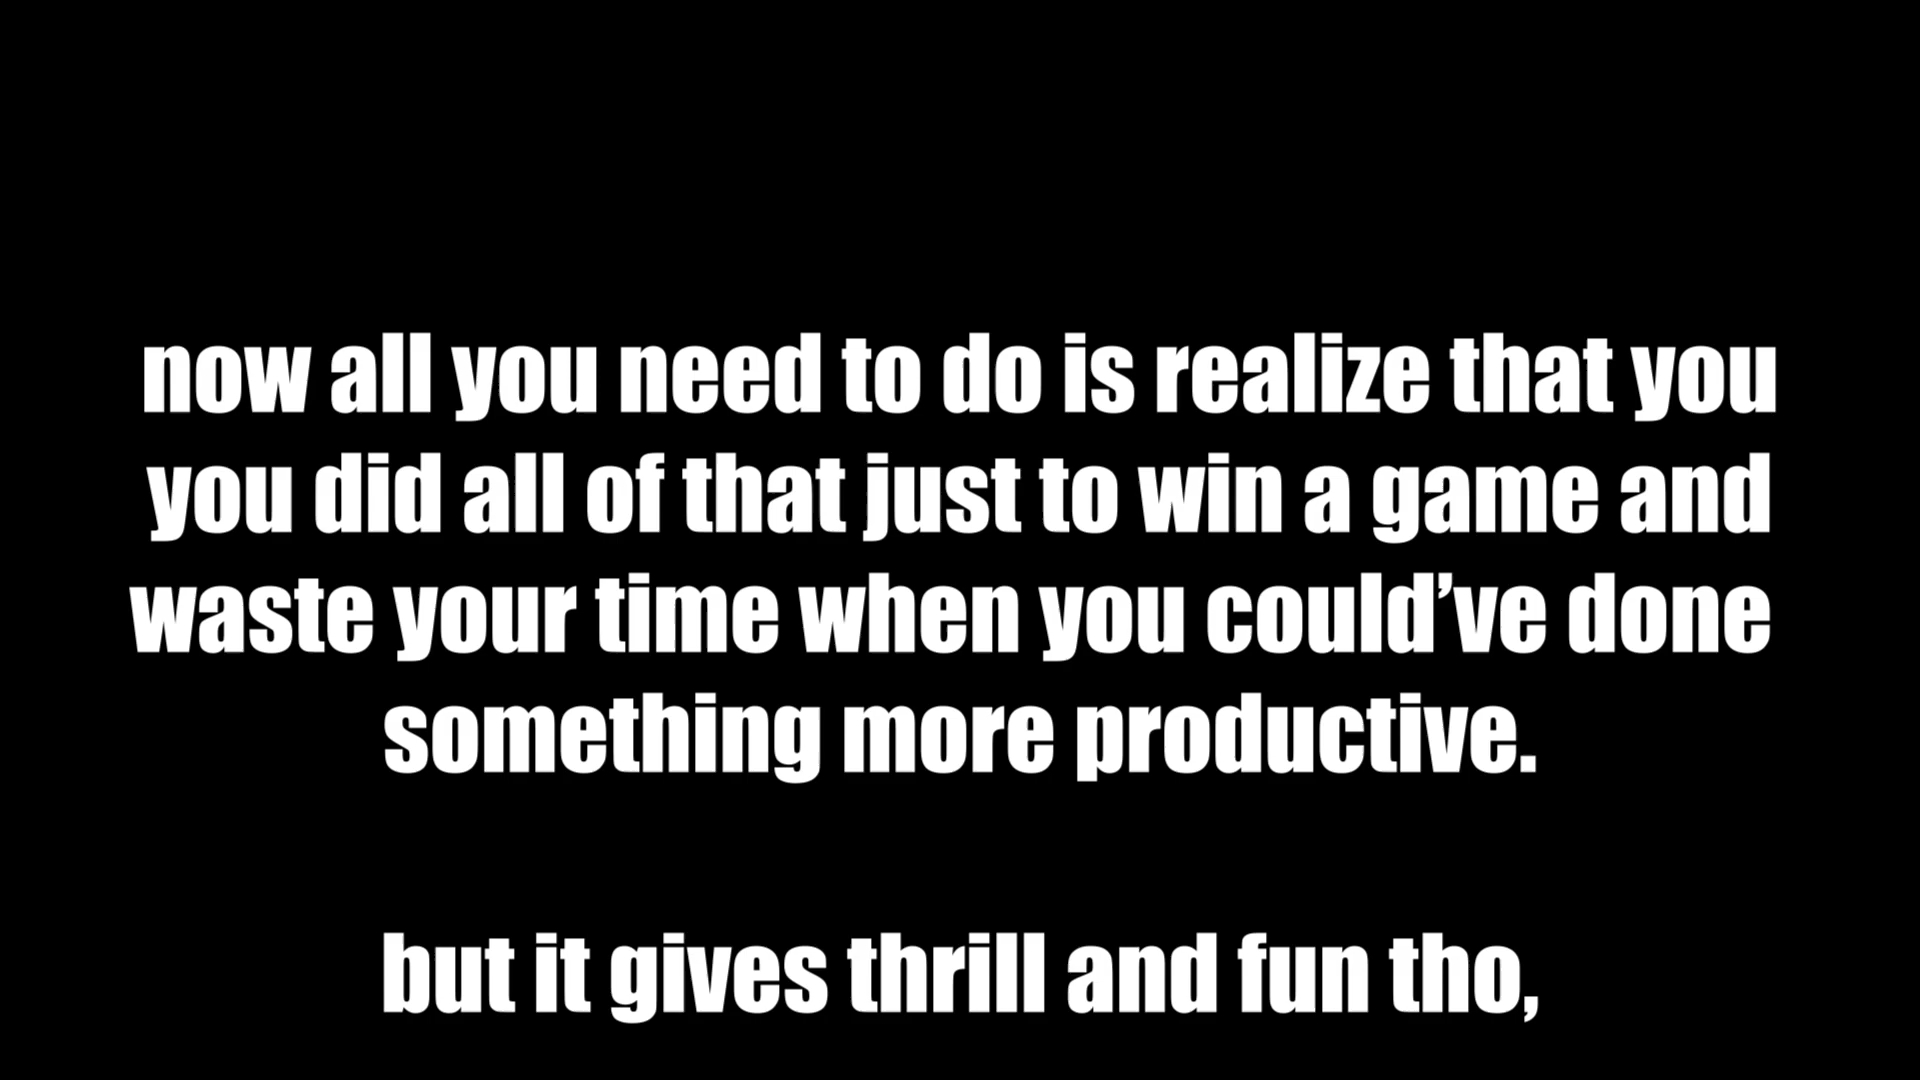 now all you need to do is realize that you
you did all of that just to win a game and
waste your time when you could’ve done
something more productive.
but it gives thrill and fun tho,